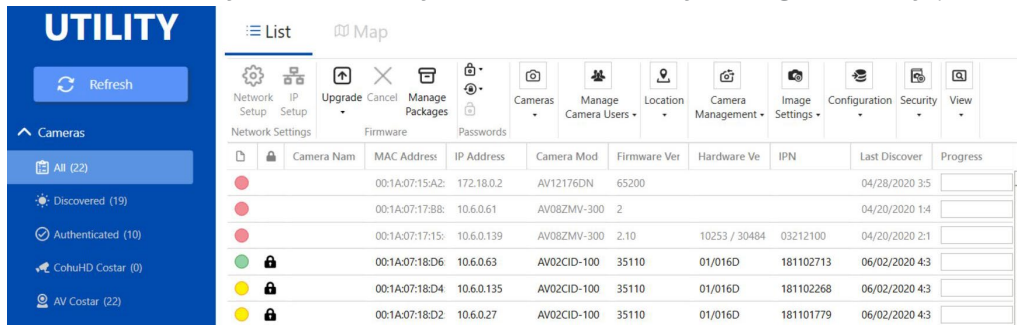 UTILITY
List Map
Refresh
Network Setup IP Setup Upgrade Cancel Manage Packages Cameras Manage Camera Users Location Camera Management Image Settings Configuration Security View
Network Settings Firmware Passwords
Cameras
Camera Nam MAC Address IP Address Camera Mod Firmware Ver Hardware Ve IPN Last Discover Progress
All (22)
00:1A:07:15:A2: 172.18.0.2 AV12176DN 65200 04/28/2020 3:5
Discovered (19)
00:1A:07:17:B8: 10.6.0.61 AV08ZMV-300 2 04/20/2020 1:4
Authenticated (10)
00:1A:07:17:15: 10.6.0.139 AV08ZMV-300 2.10 10253 / 30484 03212100 04/20/2020 2:1
CohuHD Costar (0)
00:1A:07:18:D6 10.6.0.63 AV02CID-100 35110 01/016D 181102713 06/02/2020 4:3
00:1A:07:18:D4 10.6.0.135 AV02CID-100 35110 01/016D 181102268 06/02/2020 4:3
AV Costar (22)
00:1A:07:18:D2 10.6.0.27 AV02CID-100 35110 01/016D 181101779 06/02/2020 4:3